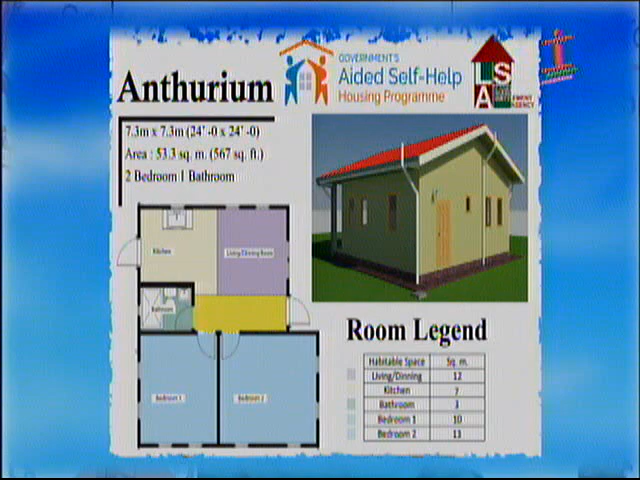 GOVERNMENT'S
Aided Self-Help
Housing Programme
LSA
Anthurium
7.3m x 7.3m (24' -0 x 24' -0)
Area : 53.3 sq. m. (567 sq. ft.)
2 Bedroom 1 Bathroom
Kitchen
Living/Dinning Room
Bathroom
Bedroom 1
Bedroom 2
Room Legend
Habitable Space Sq. m.
Living/Dinning 12
Kitchen 7
Bathroom 3
Bedroom 1 10
Bedroom 2 13